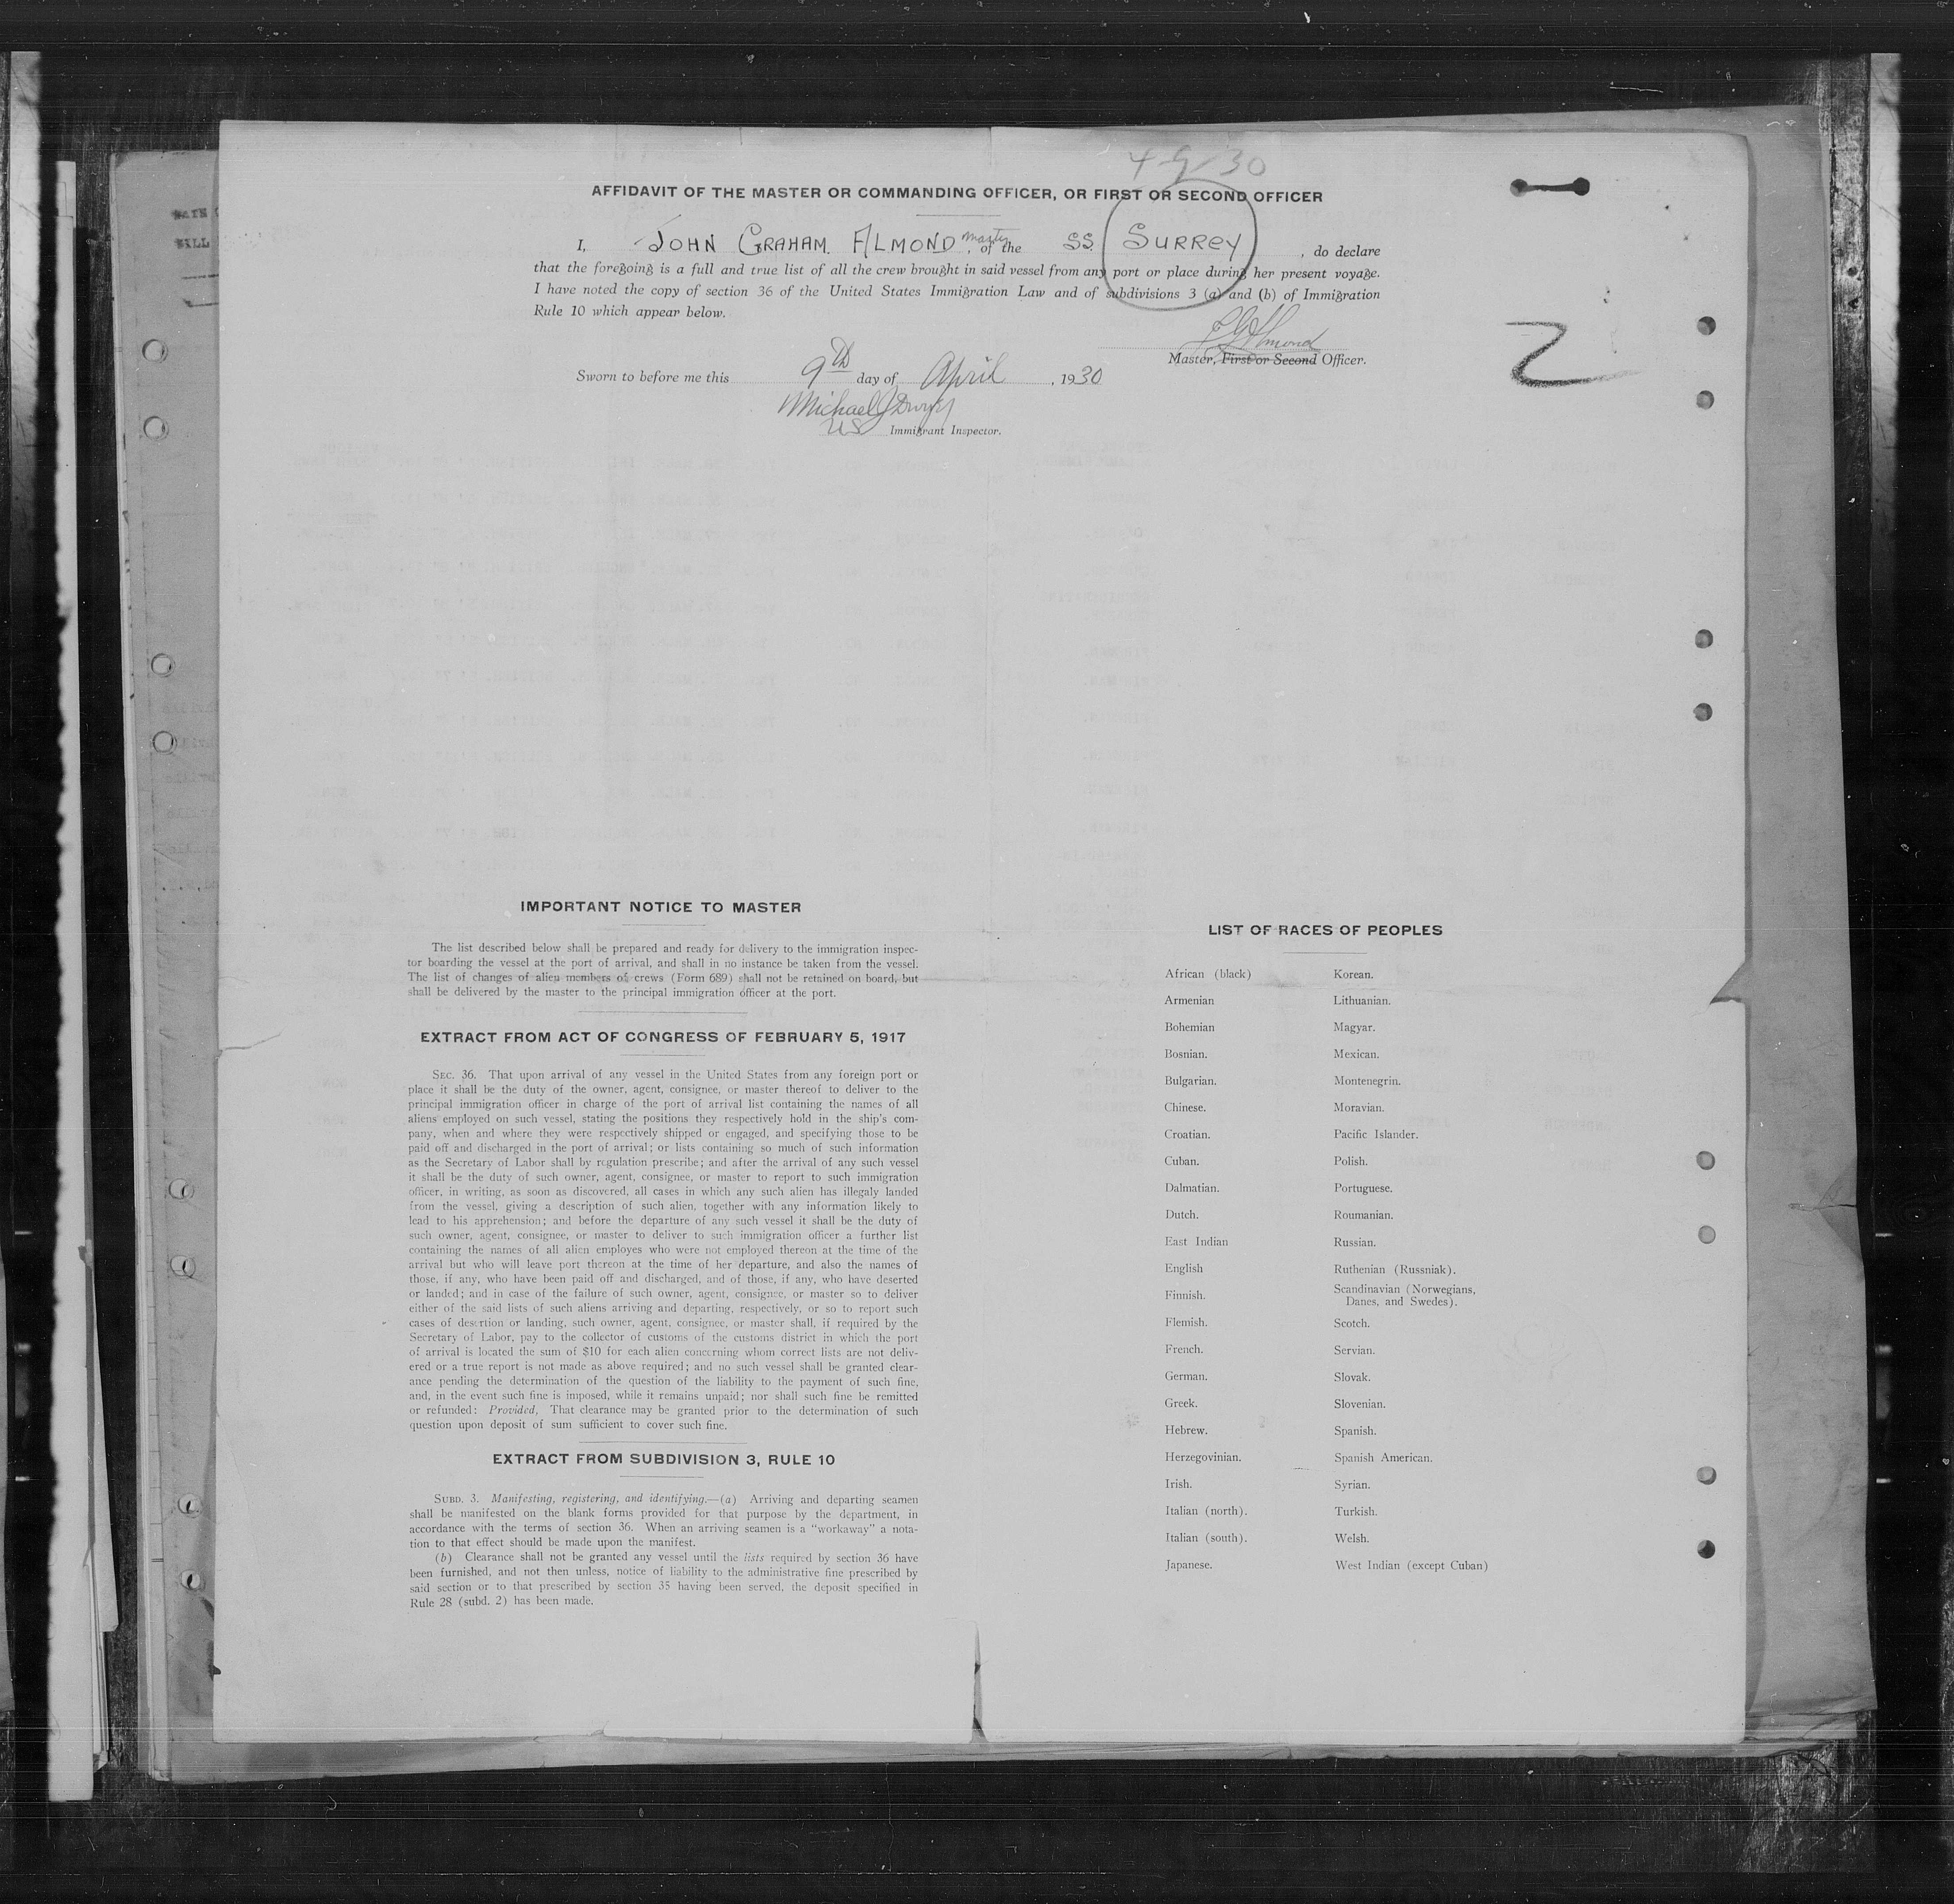 4-9-30
AFFIDAVIT OF THE MASTER OR COMMANDING OFFICER, OR FIRST OR SECOND OFFICER
I, JOHN GRAHAM. ALMOND, master of the SS. SURREY, do declare
that the foregoing is a full and true list of all the crew brought in said vessel from any port or place during her present voyage.
I have noted the copy of section 36 of the United States Immigration Law and of subdivisions 3 (a) and (b) of Immigration
Rule 10 which appear below.
Almond
Master, First or Second Officer.
2
Sworn to before me this 9th day of April, 1930
Michael J Dwyer
US Immigrant Inspector.
IMPORTANT NOTICE TO MASTER
The list described below shall be prepared and ready for delivery to the immigration inspec-
tor boarding the vessel at the port of arrival, and shall in no instance be taken from the vessel.
The list of changes of alien members of crews (Form 689) shall not be retained on board, but
shall be delivered by the master to the principal immigration officer at the port.
EXTRACT FROM ACT OF CONGRESS OF FEBRUARY 5, 1917
SEC. 36. That upon arrival of any vessel in the United States from any foreign port or
place it shall be the duty of the owner, agent, consignee, or master thereof to deliver to the
principal immigration officer in charge of the port of arrival list containing the names of all
aliens employed on such vessel, stating the positions they respectively hold in the ship's com-
pany, when and where they were respectively shipped or engaged, and specifying those to be
paid off and discharged in the port of arrival; or lists containing so much of such information
as the Secretary of Labor shall by regulation prescribe; and after the arrival of any such vessel
it shall be the duty of such owner, agent, consignee, or master to report to such immigration
officer, in writing, as soon as discovered, all cases in which any such alien has illegaly landed
from the vessel, giving a description of such alien, together with any information likely to
lead to his apprehension; and before the departure of any such vessel it shall be the duty of
such owner, agent, consignee, or master to deliver to such immigration officer a further list
containing the names of all alien employes who were not employed thereon at the time of the
arrival but who will leave port thereon at the time of her departure, and also the names of
those, if any, who have been paid off and discharged, and of those, if any, who have deserted
or landed; and in case of the failure of such owner, agent, consignee, or master so to deliver
either of the said lists of such aliens arriving and departing, respectively, or so to report such
cases of desertion or landing, such owner, agent, consignee, or master shall, if required by the
Secretary of Labor, pay to the collector of customs of the customs district in which the port
of arrival is located the sum of $10 for each alien concerning whom correct lists are not deliv-
ered or a true report is not made as above required; and no such vessel shall be granted clear-
ance pending the determination of the question of the liability to the payment of such fine,
and, in the event such fine is imposed, while it remains unpaid; nor shall such fine be remitted
or refunded: Provided, That clearance may be granted prior to the determination of such
question upon deposit of sum sufficient to cover such fine.
EXTRACT FROM SUBDIVISION 3, RULE 10
SUBD. 3. Manifesting, registering, and identifying.—(a) Arriving and departing seamen
shall be manifested on the blank forms provided for that purpose by the department, in
accordance with the terms of section 36. When an arriving seamen is a "workaway" a nota-
tion to that effect should be made upon the manifest.
(b) Clearance shall not be granted any vessel until the lists required by section 36 have
been furnished, and not then unless, notice of liability to the administrative fine prescribed by
said section or to that prescribed by section 35 having been served, the deposit specified in
Rule 28 (subd. 2) has been made.
LIST OF RACES OF PEOPLES
African (black)
Armenian
Bohemian
Bosnian.
Bulgarian.
Chinese.
Croatian.
Cuban.
Dalmatian.
Dutch.
East Indian
English
Finnish.
Flemish.
French.
German.
Greek.
Hebrew.
Herzegovinian.
Irish.
Italian (north).
Italian (south).
Japanese.
Korean.
Lithuanian.
Magyar.
Mexican.
Montenegrin.
Moravian.
Pacific Islander.
Polish.
Portuguese.
Roumanian.
Russian.
Ruthenian (Russniak).
Scandinavian (Norwegians,
Danes, and Swedes).
Scotch.
Servian.
Slovak.
Slovenian.
Spanish.
Spanish American.
Syrian.
Turkish.
Welsh.
West Indian (except Cuban)